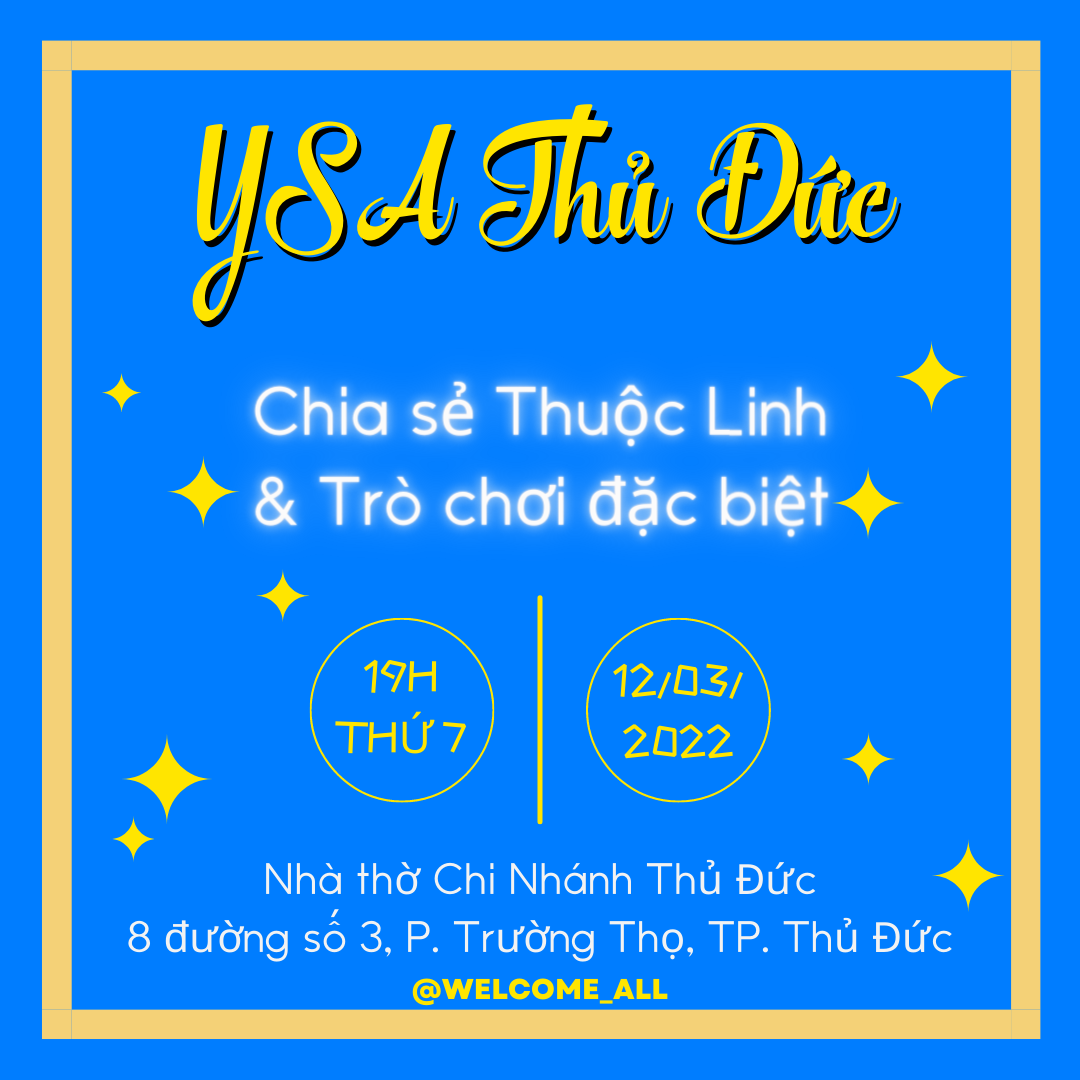 YSA Thủ Đức
Chia sẻ Thuộc Linh
& Trò chơi đặc biệt
19H
THỨ 7
12/03/
2022
Nhà thờ Chi Nhánh Thủ Đức
8 đường số 3, P. Trường Thọ, TP. Thủ Đức
@WELCOME_ALL